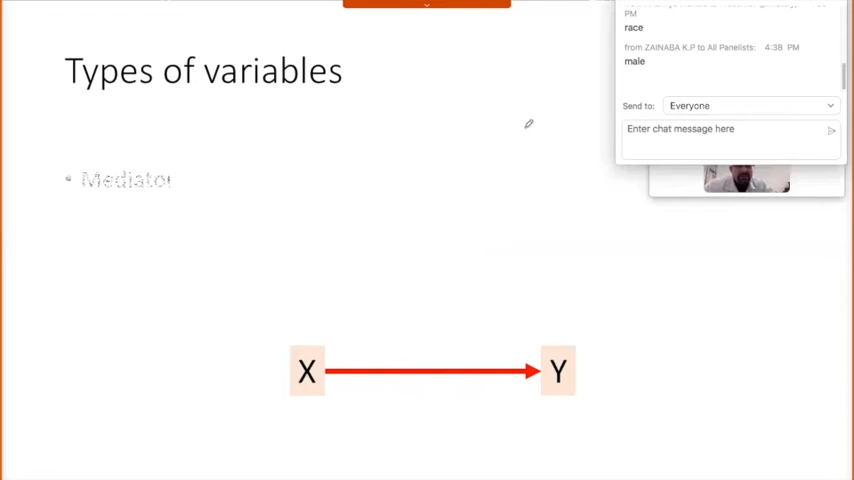 Types of variables
• Mediator
X
Y
PM
race
from ZAINABA K.P to All Panelists: 4:38 PM
male
Send to: Everyone
Enter chat message here